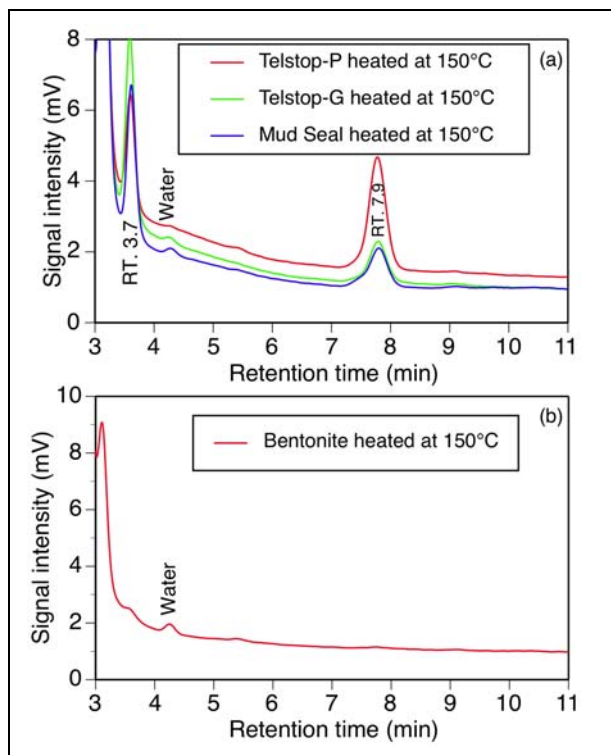 8
6
4
2
0
Signal intensity (mV)
Telstop-P heated at 150°C
Telstop-G heated at 150°C
Mud Seal heated at 150°C
(a)
RT. 3.7
Water
RT. 7.9
3 4 5 6 7 8 9 10 11
Retention time (min)
10
8
6
4
2
0
Signal intensity (mV)
Bentonite heated at 150°C
(b)
Water
3 4 5 6 7 8 9 10 11
Retention time (min)